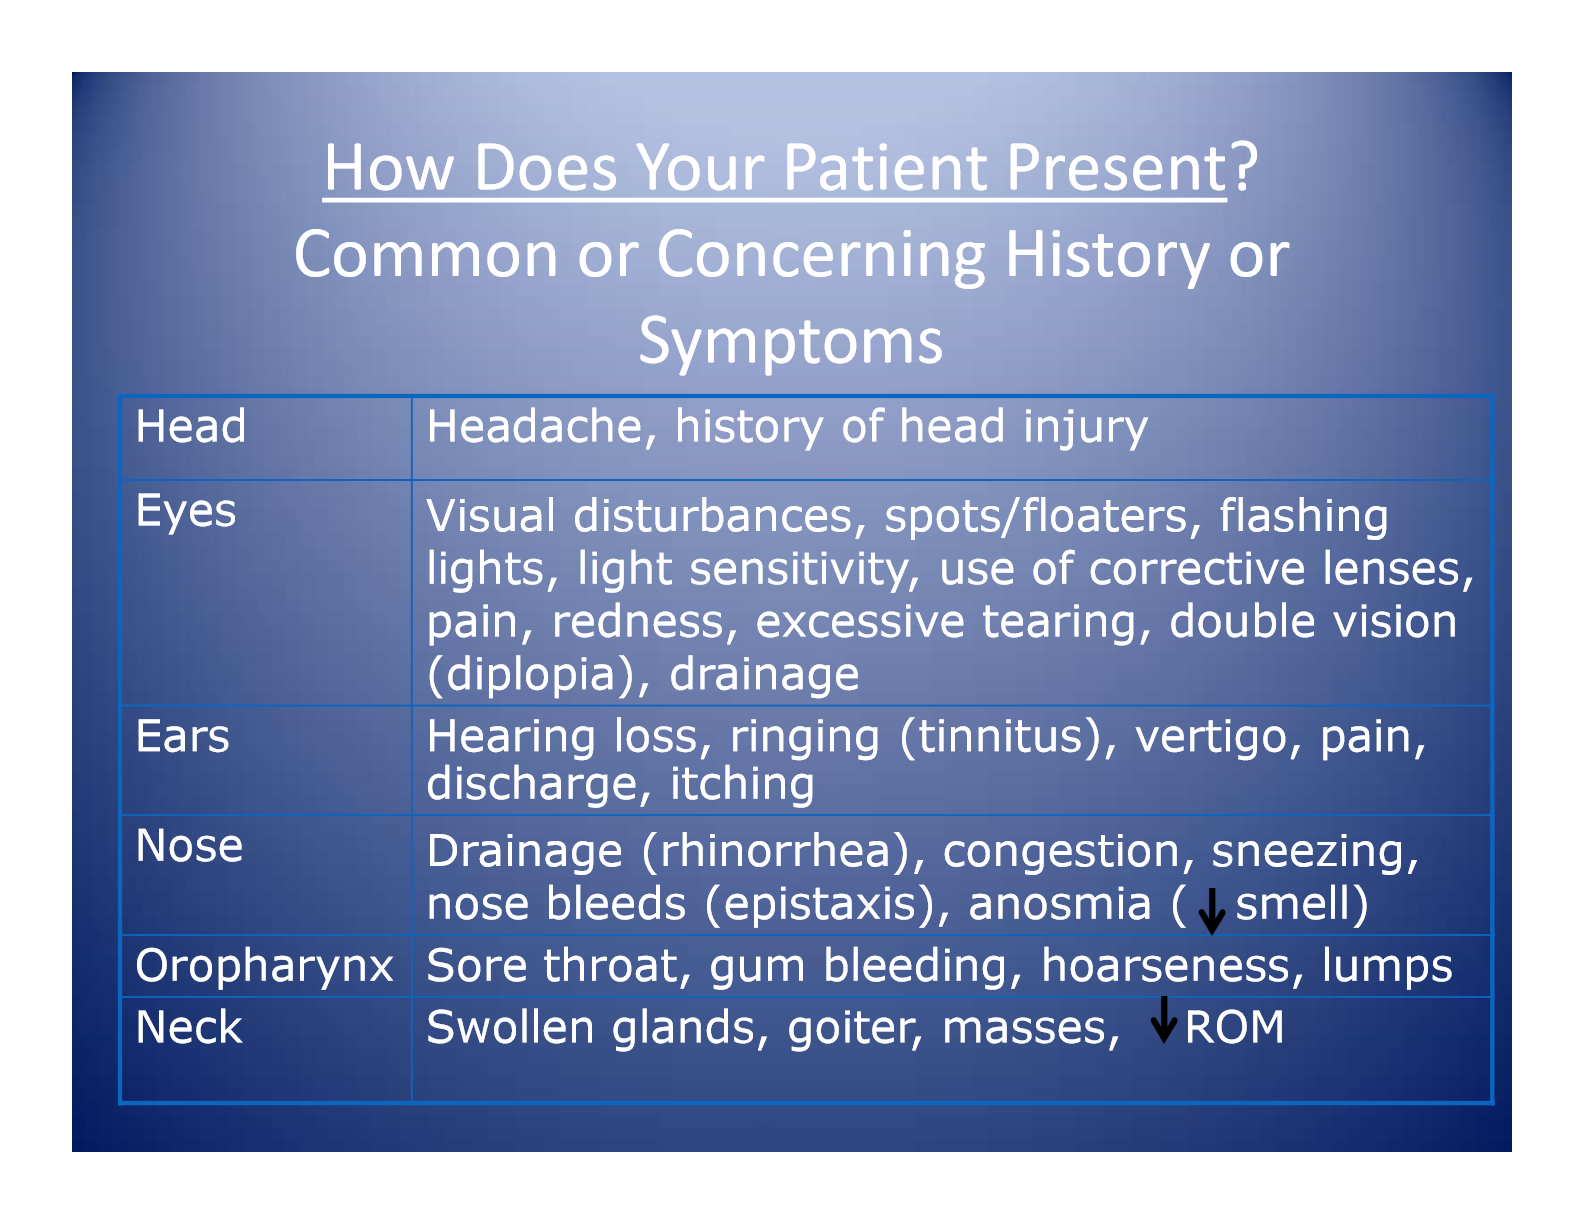 How Does Your Patient Present?
Common or Concerning History or
Symptoms
Head
Headache, history of head injury
Eyes
Visual disturbances, spots/floaters, flashing
lights, light sensitivity, use of corrective lenses,
pain, redness, excessive tearing, double vision
(diplopia), drainage
Ears
Hearing loss, ringing (tinnitus), vertigo, pain,
discharge, itching
Nose
Drainage (rhinorrhea), congestion, sneezing,
nose bleeds (epistaxis), anosmia (↓ smell)
Oropharynx
Sore throat, gum bleeding, hoarseness, lumps
Neck
Swollen glands, goiter, masses, ↓ ROM